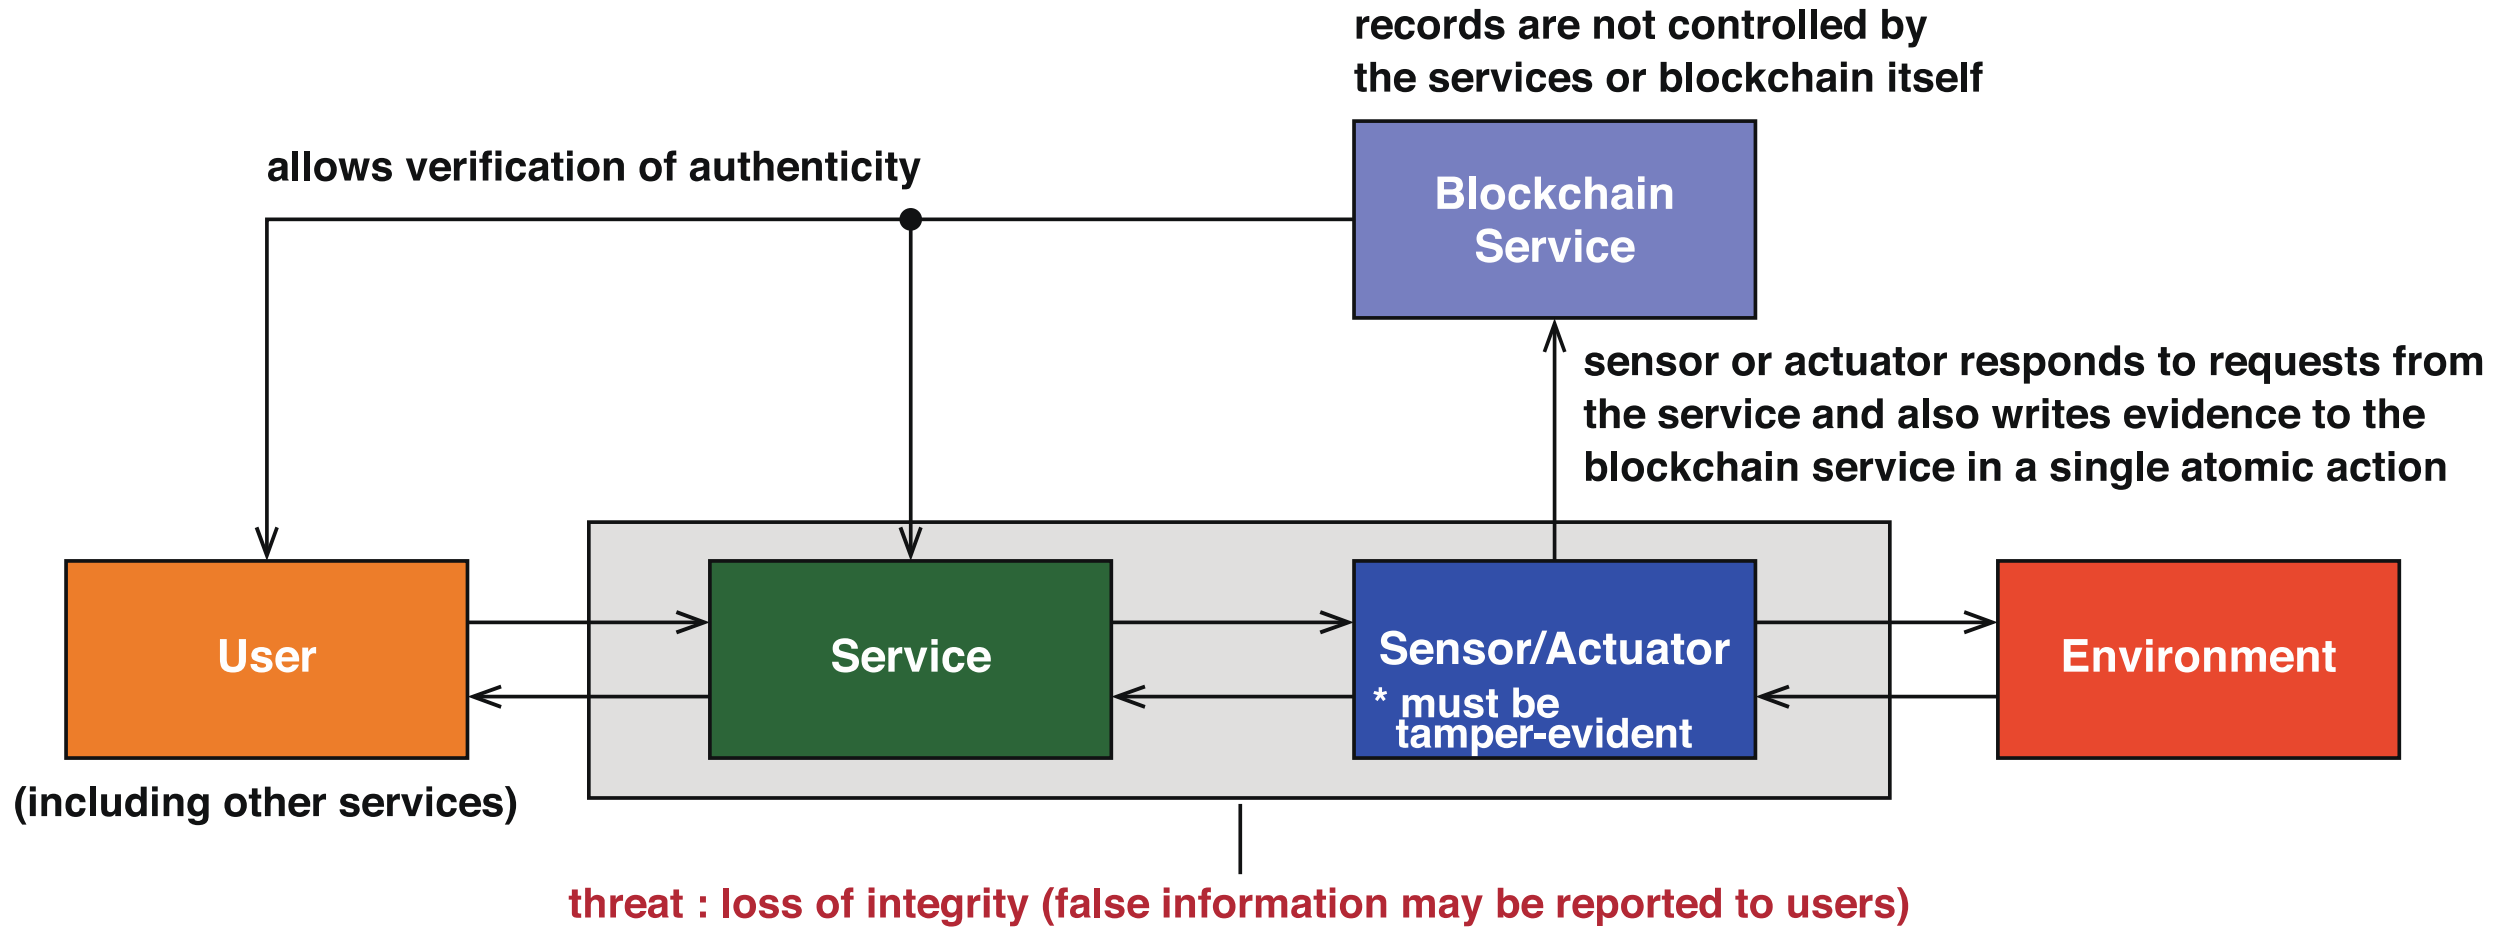 records are not controlled by
the services or blockchain itself
allows verification of authenticity
Blockchain
Service
sensor or actuator responds to requests from
the service and also writes evidence to the
blockchain service in a single atomic action
User
Service
Sensor/Actuator
* must be
tamper-evident
Environment
(including other services)
threat : loss of integrity (false information may be reported to users)